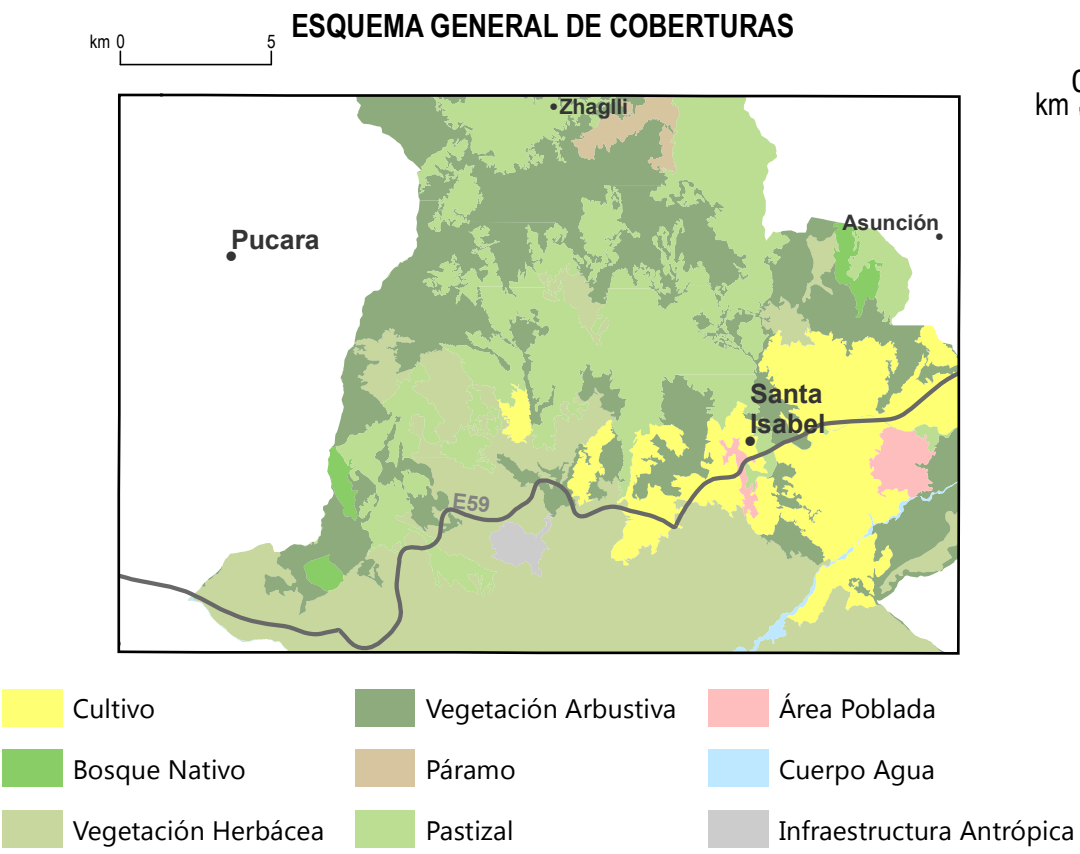 ESQUEMA GENERAL DE COBERTURAS
km 0 5
km
Zhaglli
Asunción
Pucara
Santa
Isabel
E59
Cultivo
Vegetación Arbustiva
Área Poblada
Bosque Nativo
Páramo
Cuerpo Agua
Vegetación Herbácea
Pastizal
Infraestructura Antrópica